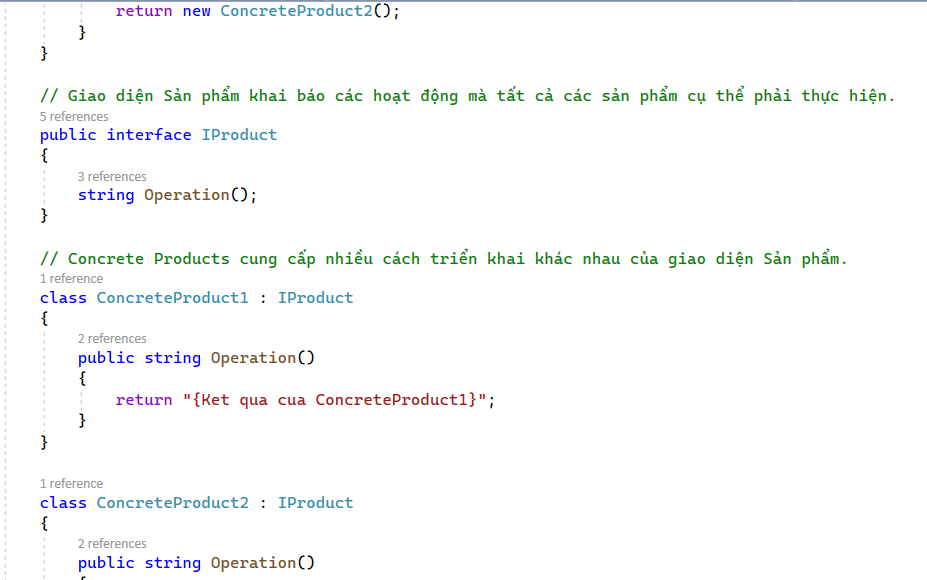 return new ConcreteProduct2();
}
}
// Giao diện Sản phẩm khai báo các hoạt động mà tất cả các sản phẩm cụ thể phải thực hiện.
5 references
public interface IProduct
{
3 references
string Operation();
}
// Concrete Products cung cấp nhiều cách triển khai khác nhau của giao diện Sản phẩm.
1 reference
class ConcreteProduct1 : IProduct
{
2 references
public string Operation()
{
return "{Ket qua cua ConcreteProduct1}";
}
}
1 reference
class ConcreteProduct2 : IProduct
{
2 references
public string Operation()
{